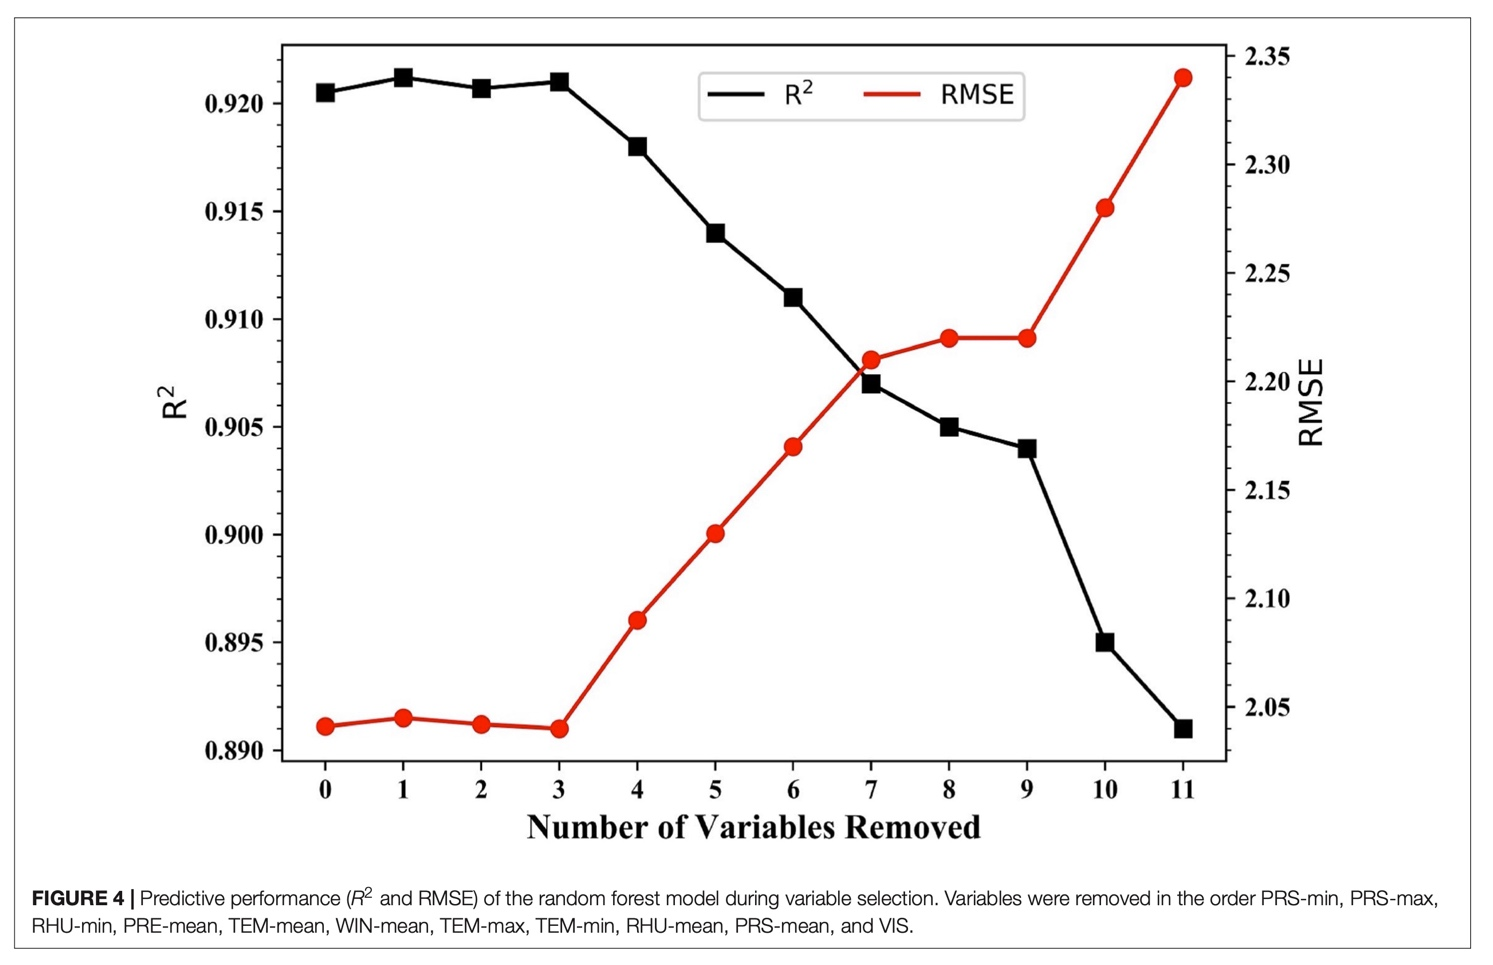 R² RMSE
0.920
0.915
0.910
0.905
0.900
0.895
0.890
R²
2.35
2.30
2.25
2.20
2.15
2.10
2.05
RMSE
0 1 2 3 4 5 6 7 8 9 10 11
Number of Variables Removed
FIGURE 4 | Predictive performance (R² and RMSE) of the random forest model during variable selection. Variables were removed in the order PRS-min, PRS-max,
RHU-min, PRE-mean, TEM-mean, WIN-mean, TEM-max, TEM-min, RHU-mean, PRS-mean, and VIS.